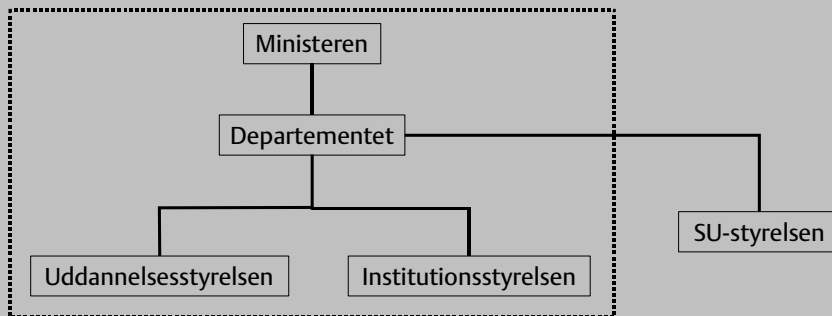 Ministeren
Departementet
SU-styrelsen
Uddannelsesstyrelsen
Institutionsstyrelsen